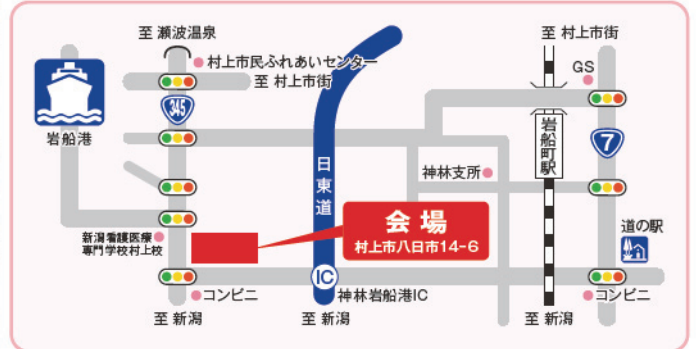 至 瀬波温泉
村上市民ふれあいセンター
至 村上市街
至 村上市街
GS
345
岩船港
日東道
岩船町駅
7
神林支所
会場
村上市八日市14-6
道の駅
新潟看護医療
専門学校村上校
IC
コンビニ
神林岩船港IC
コンビニ
至 新潟
至 新潟
至 新潟